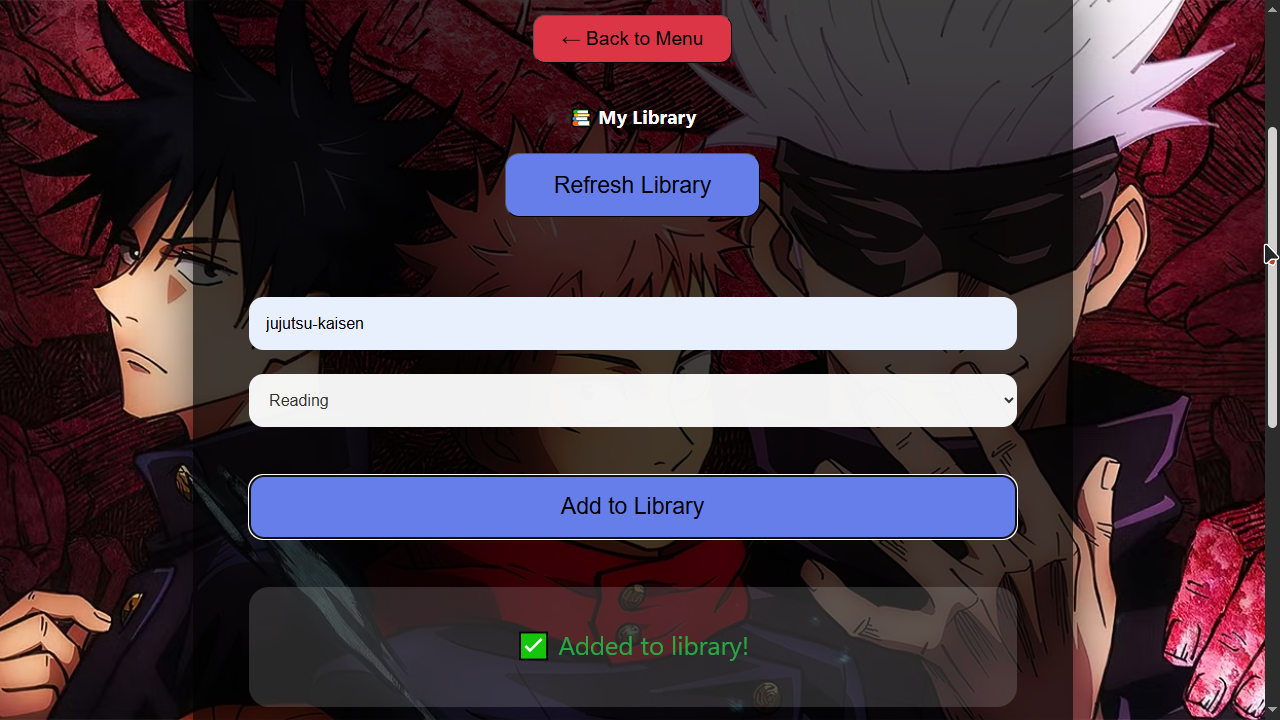 ← Back to Menu
📚 My Library
Refresh Library
jujutsu-kaisen
Reading
Add to Library
✅ Added to library!